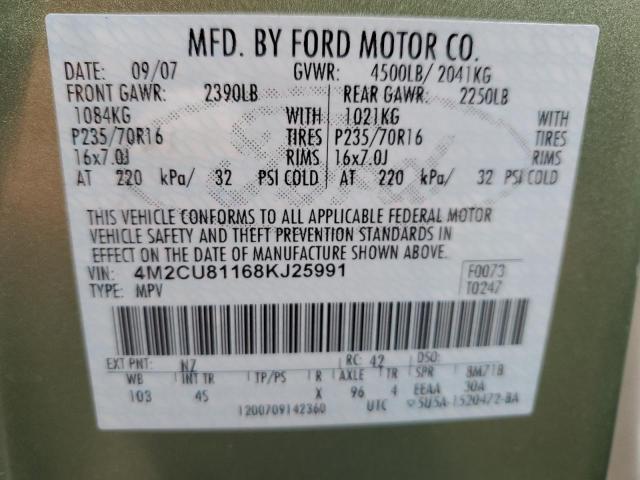 MFD. BY FORD MOTOR CO.
DATE: 09/07 GVWR: 4500LB/ 2041KG
FRONT GAWR: 2390LB REAR GAWR: 2250LB
1084KG WITH 1021KG WITH
P235/70R16 TIRES P235/70R16 TIRES
16x7.0J RIMS 16x7.0J RIMS
AT 220 kPa/ 32 PSI COLD AT 220 kPa/ 32 PSI COLD
THIS VEHICLE CONFORMS TO ALL APPLICABLE FEDERAL MOTOR
VEHICLE SAFETY AND THEFT PREVENTION STANDARDS IN
EFFECT ON THE DATE OF MANUFACTURE SHOWN ABOVE.
VIN: 4M2CU81168KJ25991 F0073
TYPE: MPV T0247
EXT PNT: N7 RC: 42 DSO:
WB INT TR TP/PS R AXLE TR SPR 8M71B
103 45 X 96 4 EEAA 30A
1200709142360 UTC 5U5A-1520472-BA